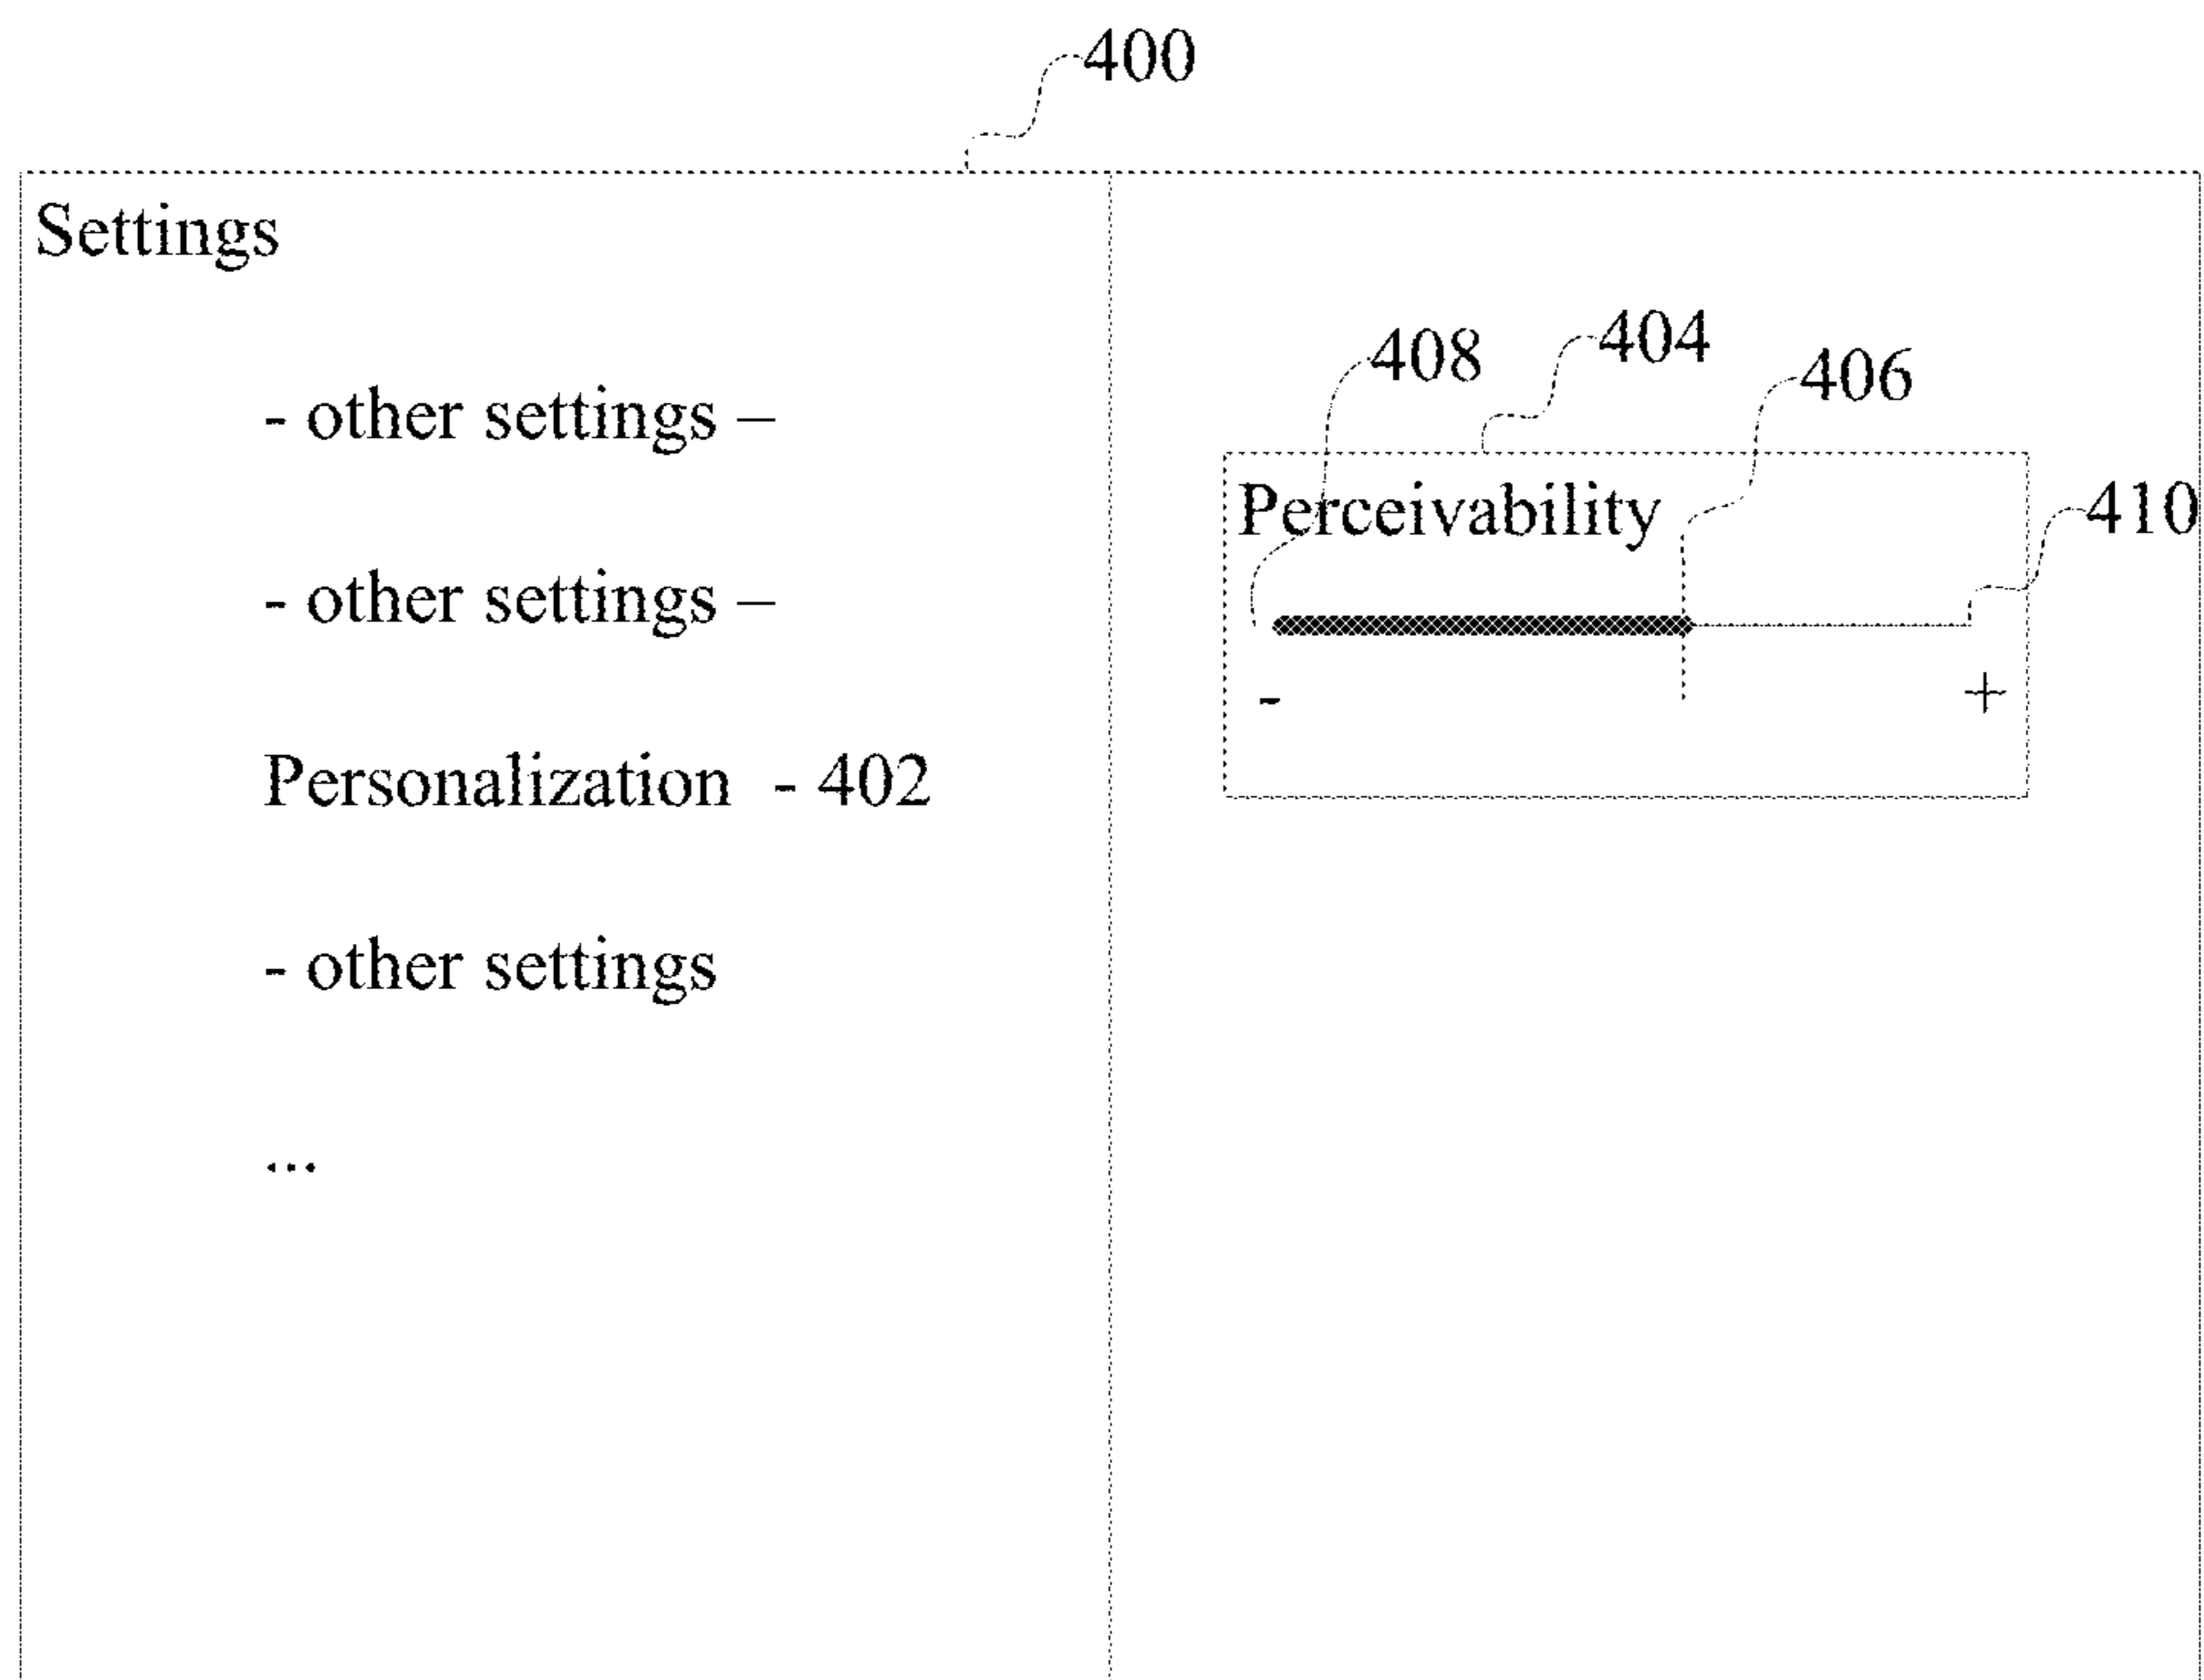 400
Settings
- other settings –
- other settings –
Personalization - 402
- other settings
...
408
404
406
Perceivability
410
- +